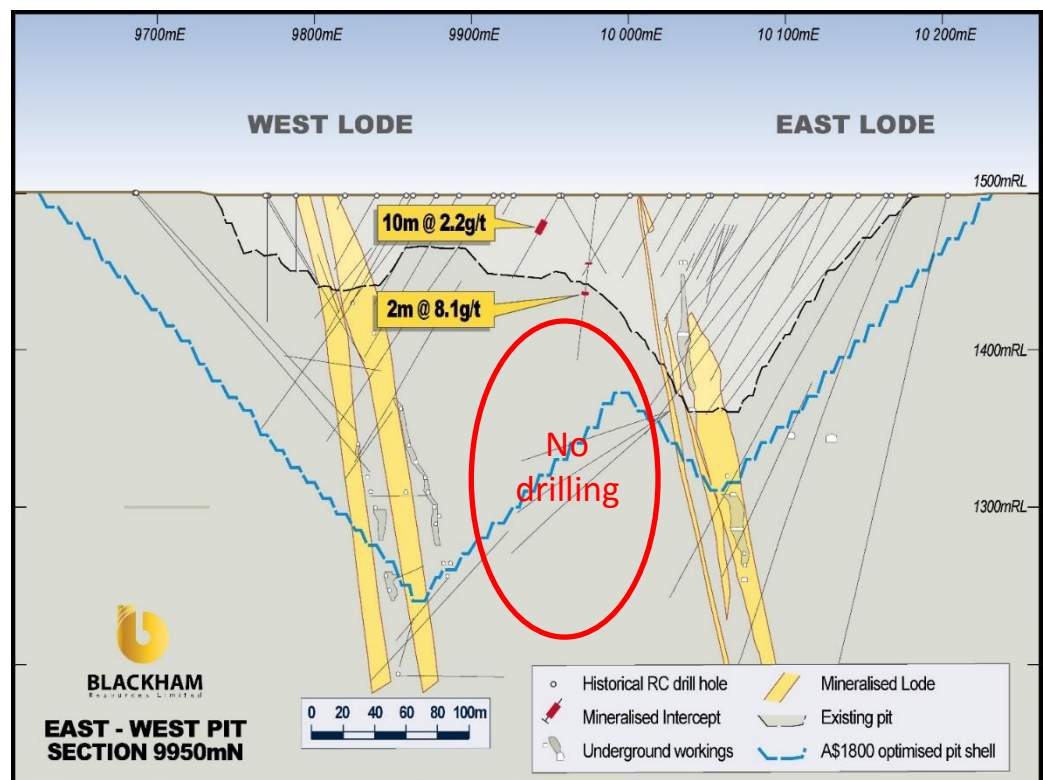 9700mE 9800mE 9900mE 10 000mE 10 100mE 10 200mE
WEST LODE EAST LODE
1500mRL
10m @ 2.2g/t
2m @ 8.1g/t
1400mRL
No
drilling
1300mRL
BLACKHAM
Resources Limited
EAST - WEST PIT
SECTION 9950mN
0 20 40 60 80 100m
Historical RC drill hole
Mineralised Intercept
Underground workings
Mineralised Lode
Existing pit
A$1800 optimised pit shell